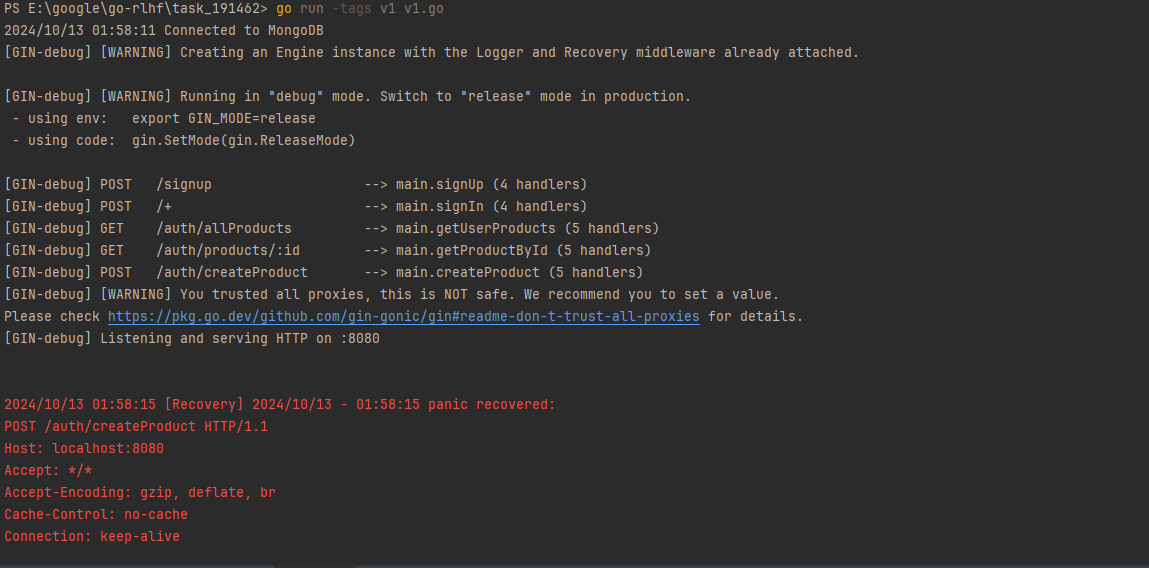 PS E:\google\go-rlhf\task_191462> go run -tags v1 v1.go
2024/10/13 01:58:11 Connected to MongoDB
[GIN-debug] [WARNING] Creating an Engine instance with the Logger and Recovery middleware already attached.
[GIN-debug] [WARNING] Running in "debug" mode. Switch to "release" mode in production.
- using env:   export GIN_MODE=release
- using code:  gin.SetMode(gin.ReleaseMode)
[GIN-debug] POST   /signup                   --> main.signUp (4 handlers)
[GIN-debug] POST   /+                        --> main.signIn (4 handlers)
[GIN-debug] GET    /auth/allProducts         --> main.getUserProducts (5 handlers)
[GIN-debug] GET    /auth/products/:id        --> main.getProductById (5 handlers)
[GIN-debug] POST   /auth/createProduct       --> main.createProduct (5 handlers)
[GIN-debug] [WARNING] You trusted all proxies, this is NOT safe. We recommend you to set a value.
Please check https://pkg.go.dev/github.com/gin-gonic/gin#readme-don-t-trust-all-proxies for details.
[GIN-debug] Listening and serving HTTP on :8080
2024/10/13 01:58:15 [Recovery] 2024/10/13 - 01:58:15 panic recovered:
POST /auth/createProduct HTTP/1.1
Host: localhost:8080
Accept: */*
Accept-Encoding: gzip, deflate, br
Cache-Control: no-cache
Connection: keep-alive